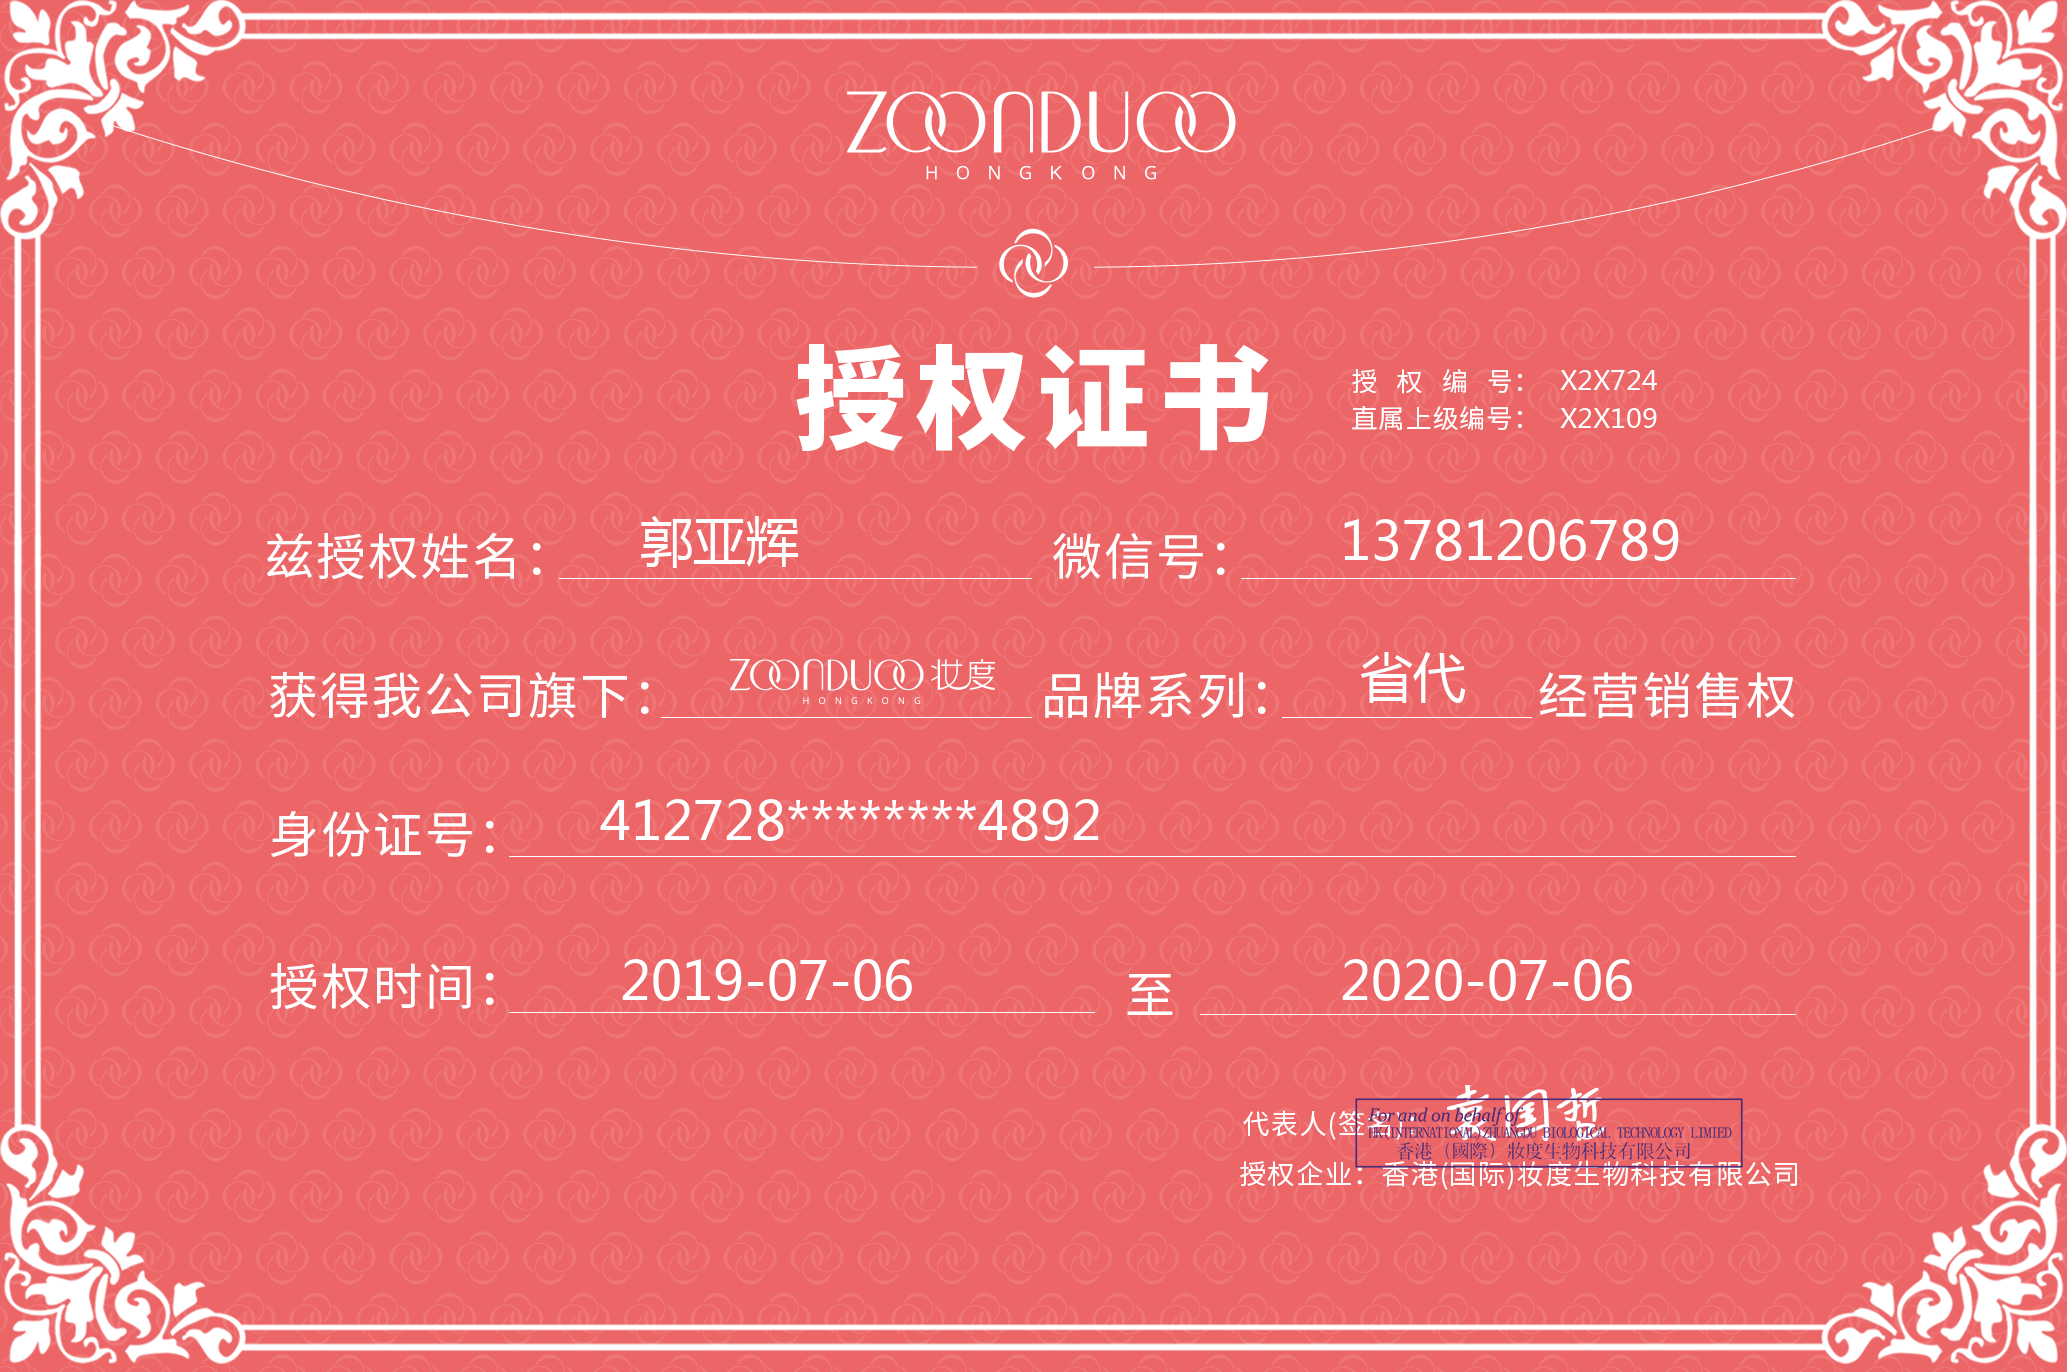 ZOONDUOO
HONGKONG
授权证书
授权编号： X2X724
直属上级编号： X2X109
兹授权姓名： 郭亚辉 微信号： 13781206789
获得我公司旗下： ZOONDUOO HONGKONG 妆度 品牌系列： 省代 经营销售权
身份证号： 412728********4892
授权时间： 2019-07-06 至 2020-07-06
代表人(签名) 袁国哲
For and on behalf of
HK(INTERNATIONAL)ZHUANGDU BIOLOGICAL TECHNOLOGY LIMIED
香港（國際）妝度生物科技有限公司
授权企业：香港(国际)妆度生物科技有限公司